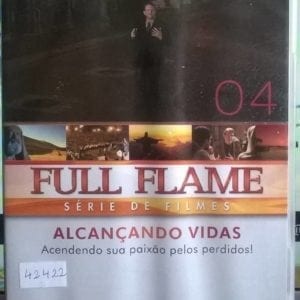 04
FULL FLAME
SÉRIE DE FILMES
ALCANÇANDO VIDAS
Acendendo sua paixão pelos perdidos!
42422